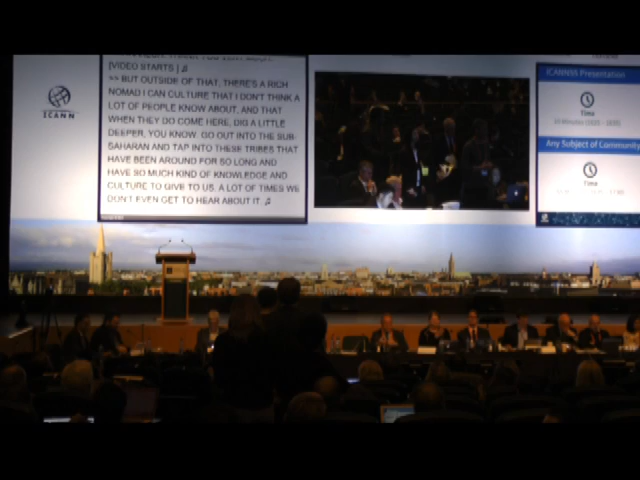 [VIDEO STARTS ] ♫
>> BUT OUTSIDE OF THAT, THERE'S A RICH
NOMAD I CAN CULTURE THAT I DON'T THINK A
LOT OF PEOPLE KNOW ABOUT, AND THAT
WHEN THEY DO COME HERE, DIG A LITTLE
DEEPER, YOU KNOW. GO OUT INTO THE SUB-
SAHARAN AND TAP INTO THESE TRIBES THAT
HAVE BEEN AROUND FOR SO LONG AND
HAVE SO MUCH KIND OF KNOWLEDGE AND
CULTURE TO GIVE TO US. A LOT OF TIMES WE
DON'T EVEN GET TO HEAR ABOUT IT. ♫
ICANN
ICANN55 Presentation
Time
Any Subject of Community
Time